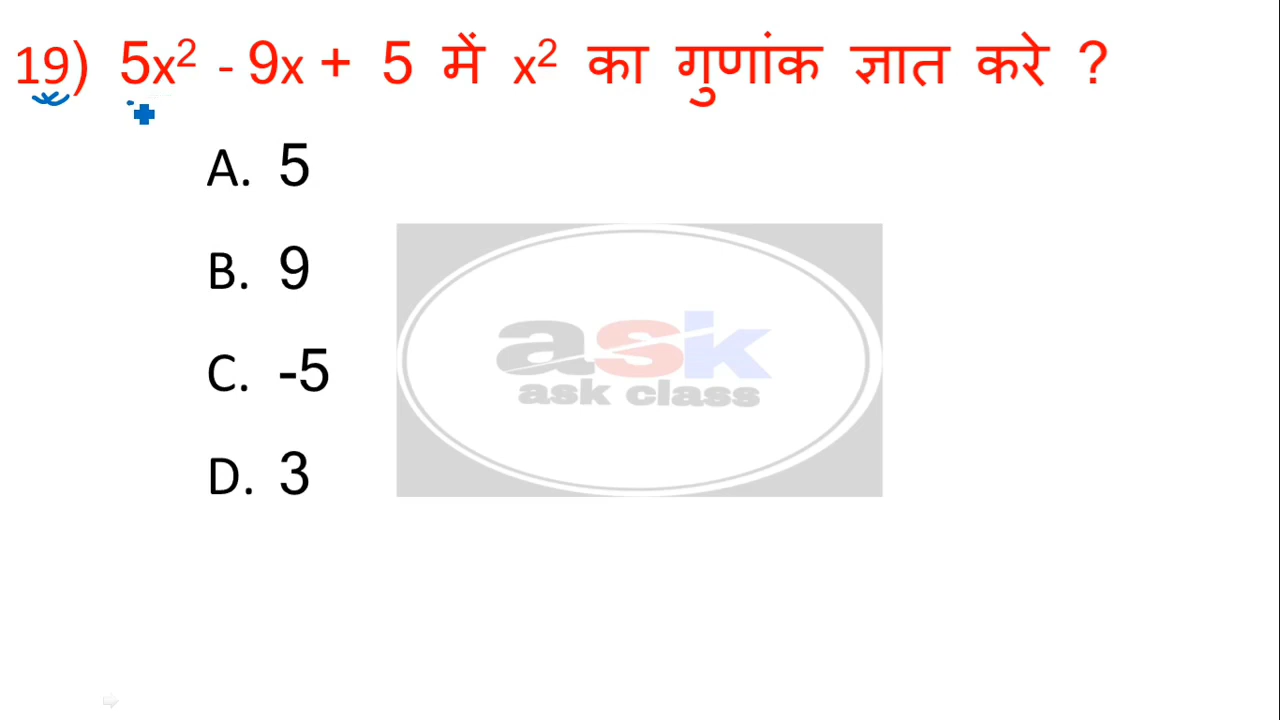 19) 5x² - 9x + 5 में x² का गुणांक ज्ञात करे ?
A. 5
B. 9
C. -5
D. 3
ask
ask class